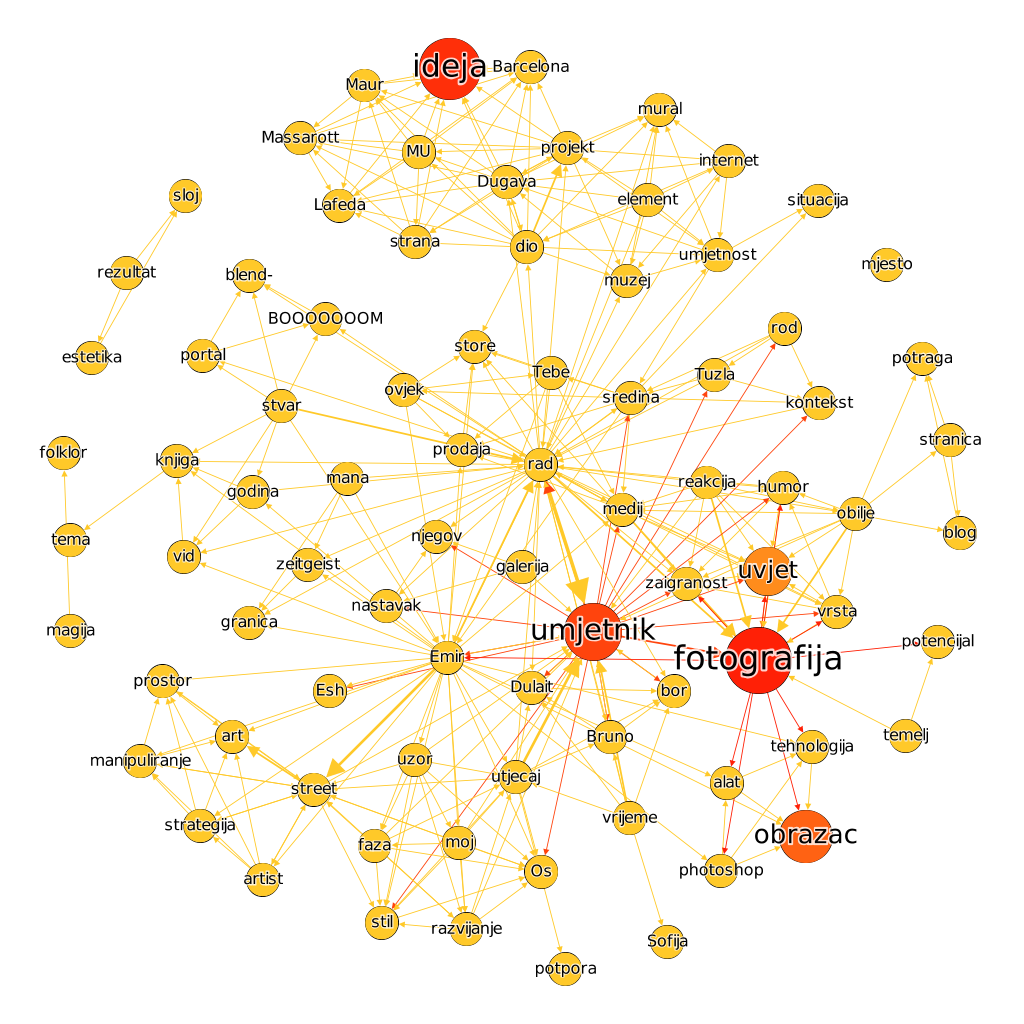 ideja
Barcelona
Maur
mural
Massarott
MU
projekt
internet
Dugava
sloj
Lafeda
element
situacija
strana
dio
umjetnost
mjesto
rezultat
blend-
muzej
BOOOOOOOM
rod
estetika
portal
store
potraga
Tebe
Tuzla
ovjek
sredina
kontekst
stvar
stranica
folklor
prodaja
knjiga
rad
mana
reakcija
humor
godina
medij
obilje
blog
tema
njegov
vid
zeitgeist
galerija
uvjet
zaigranost
nastavak
vrsta
granica
magija
umjetnik
potencijal
Emir
fotografija
prostor
Esh
Dulait
bor
art
Bruno
temelj
tehnologija
manipuliranje
uzor
utjecaj
alat
street
strategija
vrijeme
obrazac
faza
moj
artist
Os
photoshop
stil
razvijanje
Sofija
potpora